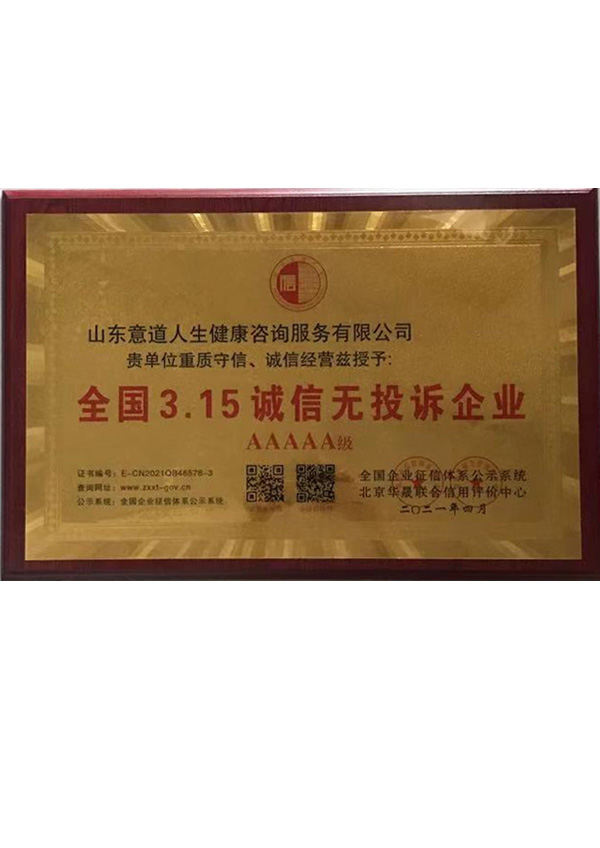 信
山东意道人生健康咨询服务有限公司
贵单位重质守信、诚信经营兹授予:
全国3.15诚信无投诉企业
AAAAA级
证书编号: E-CN2021QB46578-3
查询网址: www.zxxt-gov.cn
公示系统: 全国企业征信体系公示系统
全国企业征信体系公示系统
北京华晟联合信用评价中心
二〇二一年四月